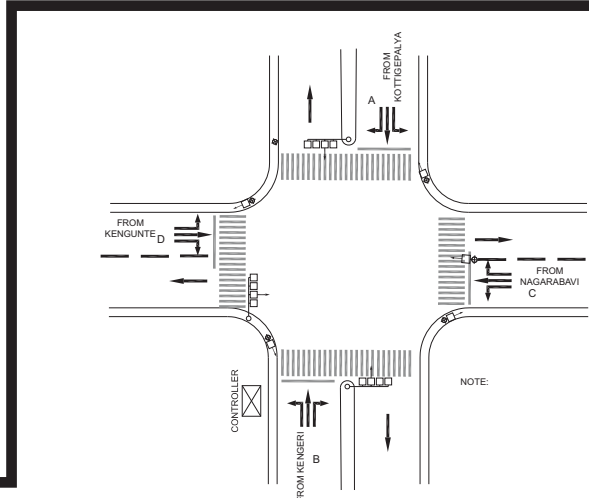 FROM
KOTTIGEPALYA
A
FROM
KENGUNTE
D
FROM
NAGARABAVI
C
NOTE:
CONTROLLER
FROM KENGERI
B